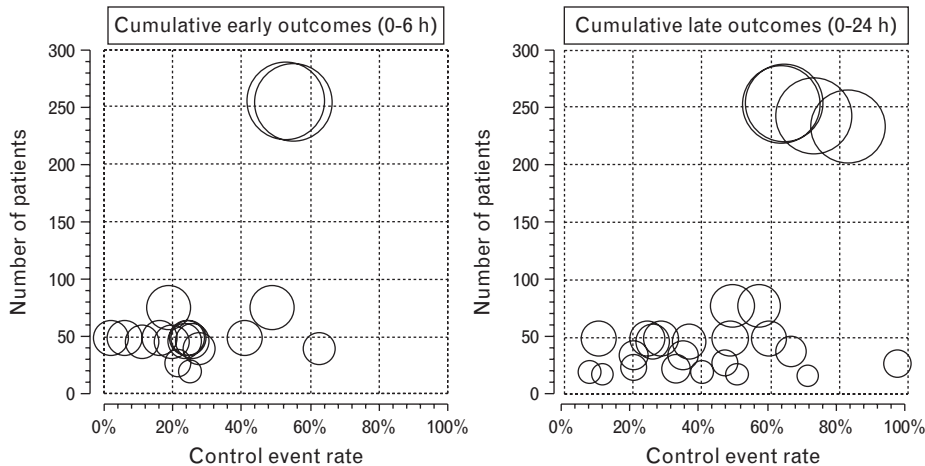 Cumulative early outcomes (0-6 h)
300
250
200
150
100
50
0
Number of patients
0% 20% 40% 60% 80% 100%
Control event rate
Cumulative late outcomes (0-24 h)
300
250
200
150
100
50
0
Number of patients
0% 20% 40% 60% 80% 100%
Control event rate